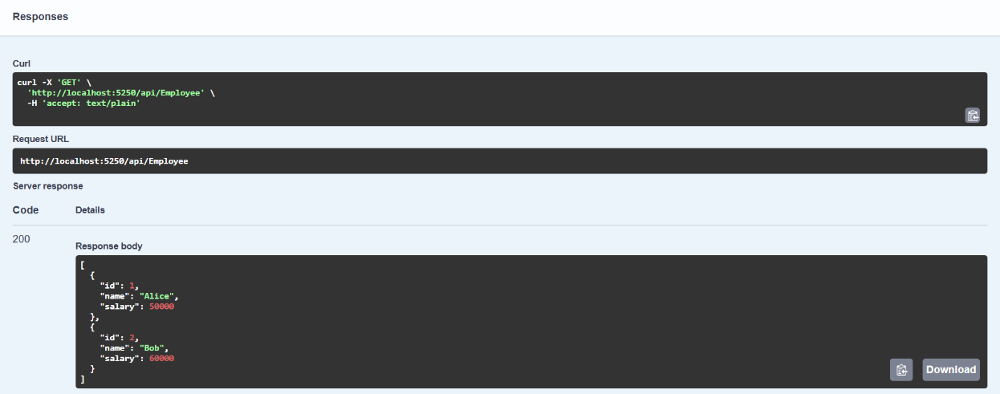 Responses
Curl
curl -X 'GET' \
  'http://localhost:5250/api/Employee' \
  -H 'accept: text/plain'
Request URL
http://localhost:5250/api/Employee
Server response
Code Details
200
Response body
[
  {
    "id": 1,
    "name": "Alice",
    "salary": 50000
  },
  {
    "id": 2,
    "name": "Bob",
    "salary": 60000
  }
]
Download